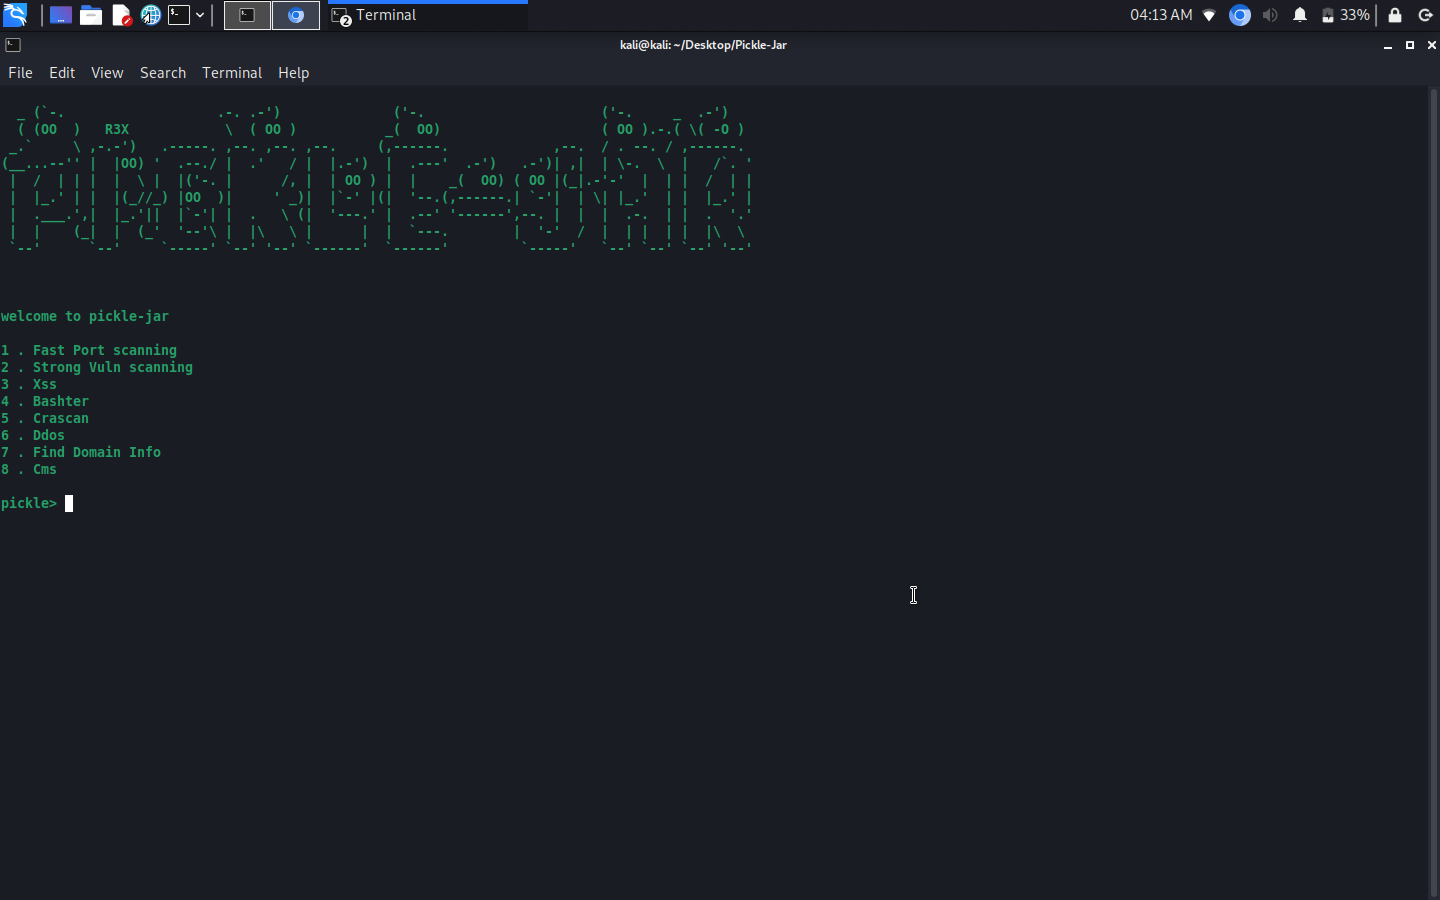 Terminal
04:13 AM
33%
kali@kali: ~/Desktop/Pickle-Jar
File Edit View Search Terminal Help
R3X
welcome to pickle-jar
1 . Fast Port scanning
2 . Strong Vuln scanning
3 . Xss
4 . Bashter
5 . Crascan
6 . Ddos
7 . Find Domain Info
8 . Cms
pickle>